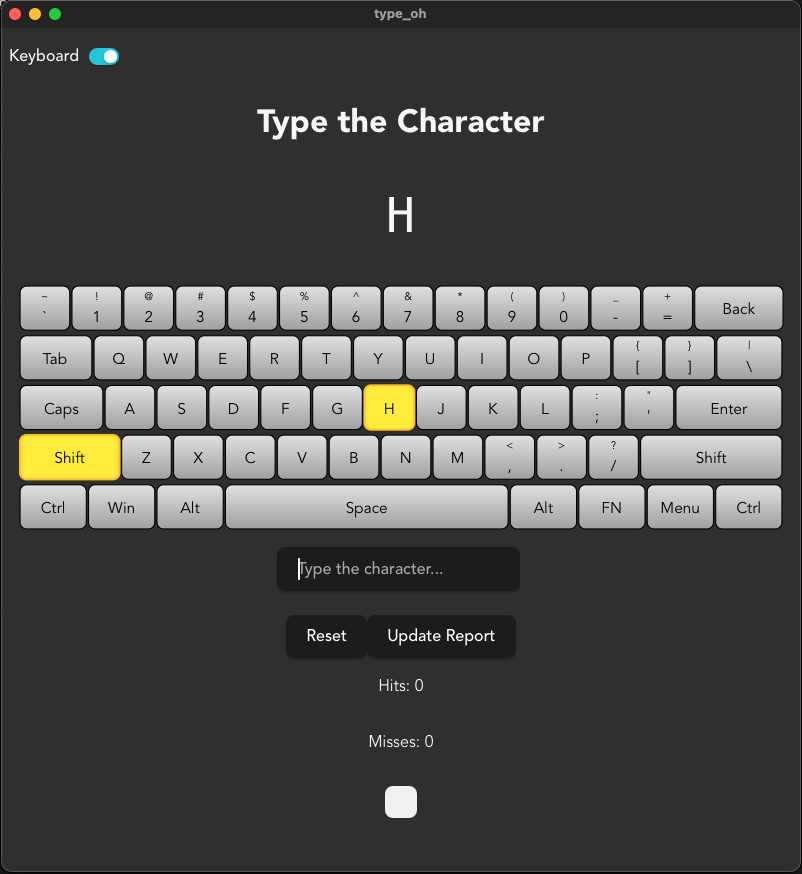 type_oh
Keyboard
Type the Character
H
~ ! @ # $ % ^ & * ( ) _ +
` 1 2 3 4 5 6 7 8 9 0 - = Back
{ } |
Tab Q W E R T Y U I O P [ ] \
: "
Caps A S D F G H J K L ; ' Enter
< > ?
Shift Z X C V B N M , . / Shift
Ctrl Win Alt Space Alt FN Menu Ctrl
Type the character...
Reset Update Report
Hits: 0
Misses: 0